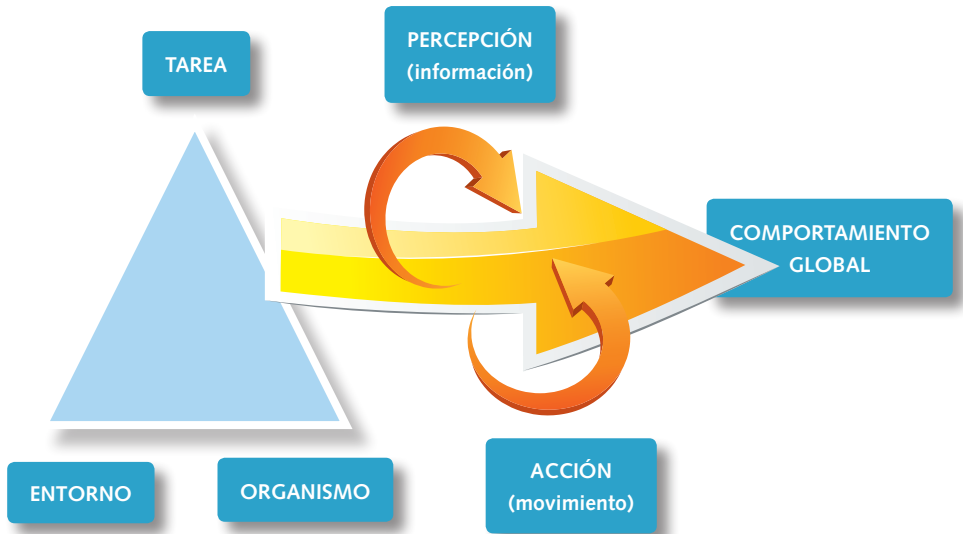 TAREA
PERCEPCIÓN
(información)
COMPORTAMIENTO
GLOBAL
ENTORNO
ORGANISMO
ACCIÓN
(movimiento)